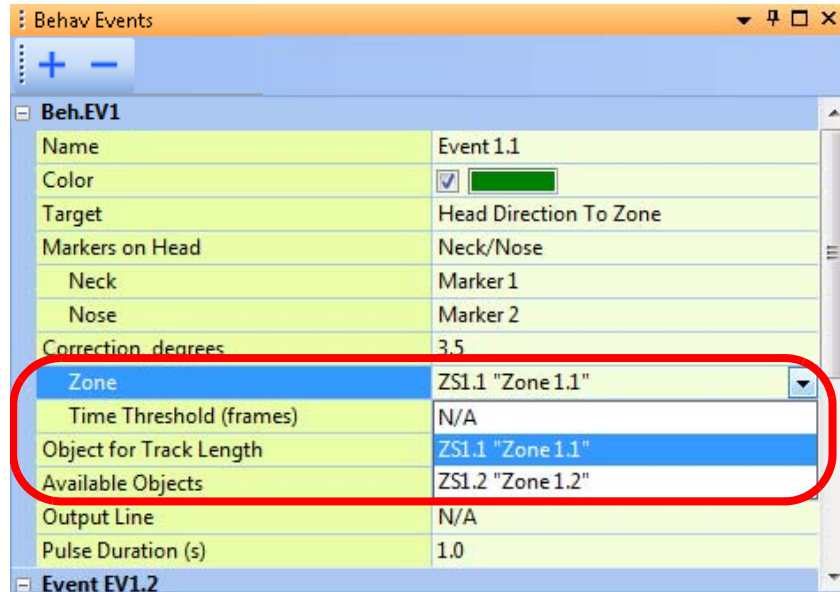 Behav Events
Beh.EV1
Name Event 1.1
Color
Target Head Direction To Zone
Markers on Head Neck/Nose
Neck Marker 1
Nose Marker 2
Correction, degrees 3.5
Zone ZS1.1 "Zone 1.1"
Time Threshold (frames) N/A
Object for Track Length ZS1.1 "Zone 1.1"
Available Objects ZS1.2 "Zone 1.2"
Output Line N/A
Pulse Duration (s) 1.0
Event EV1.2